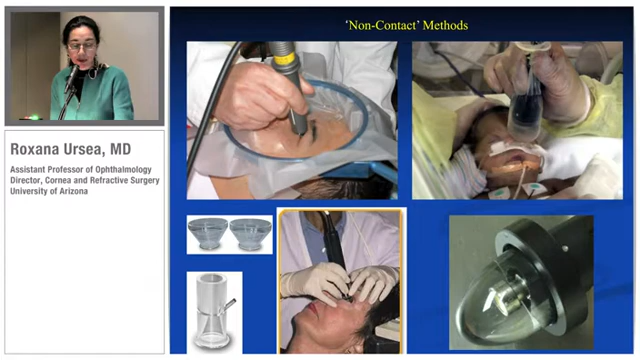 'Non-Contact' Methods
Roxana Ursea, MD
Assistant Professor of Ophthalmology
Director, Cornea and Refractive Surgery
University of Arizona